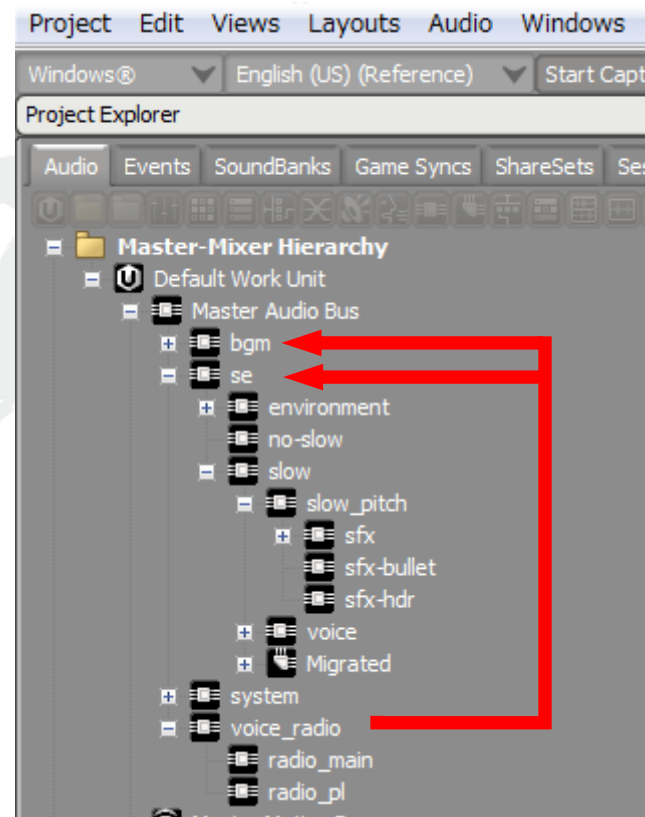 Project Edit Views Layouts Audio Windows
Windows® English (US) (Reference) Start Capt
Project Explorer
Audio Events SoundBanks Game Syncs ShareSets Ses
Master-Mixer Hierarchy
Default Work Unit
Master Audio Bus
bgm
se
environment
no-slow
slow
slow_pitch
sfx
sfx-bullet
sfx-hdr
voice
Migrated
system
voice_radio
radio_main
radio_pl